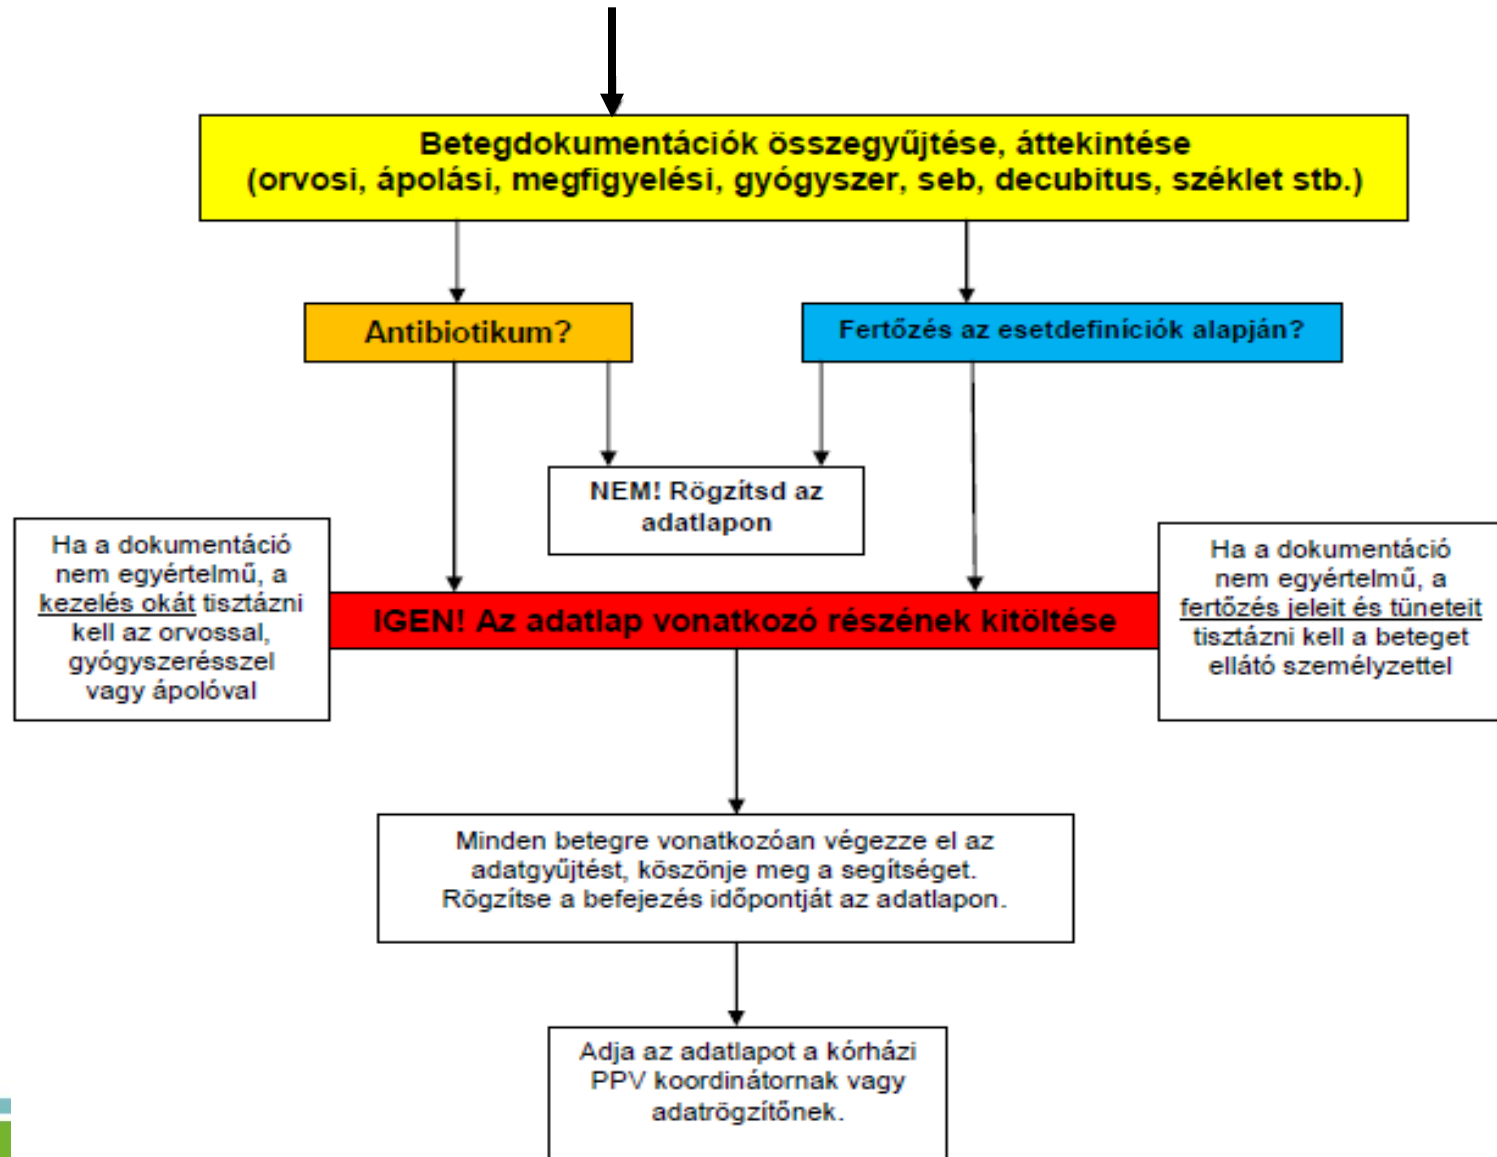 Betegdokumentációk összegyűjtése, áttekintése
(orvosi, ápolási, megfigyelési, gyógyszer, seb, decubitus, széklet stb.)
Antibiotikum?
Fertőzés az esetdefiníciók alapján?
NEM! Rögzítsd az
adatlapon
Ha a dokumentáció
nem egyértelmű, a
kezelés okát tisztázni
kell az orvossal,
gyógyszerésszel
vagy ápolóval
IGEN! Az adatlap vonatkozó részének kitöltése
Ha a dokumentáció
nem egyértelmű, a
fertőzés jeleit és tüneteit
tisztázni kell a beteget
ellátó személyzettel
Minden betegre vonatkozóan végezze el az
adatgyűjtést, köszönje meg a segítséget.
Rögzítse a befejezés időpontját az adatlapon.
Adja az adatlapot a kórházi
PPV koordinátornak vagy
adatrögzítőnek.